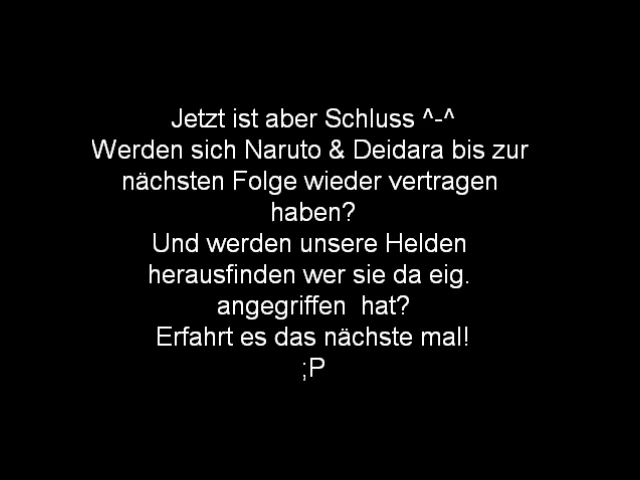 Jetzt ist aber Schluss ^-^
Werden sich Naruto & Deidara bis zur
nächsten Folge wieder vertragen
haben?
Und werden unsere Helden
herausfinden wer sie da eig.
angegriffen  hat?
Erfahrt es das nächste mal!
;P